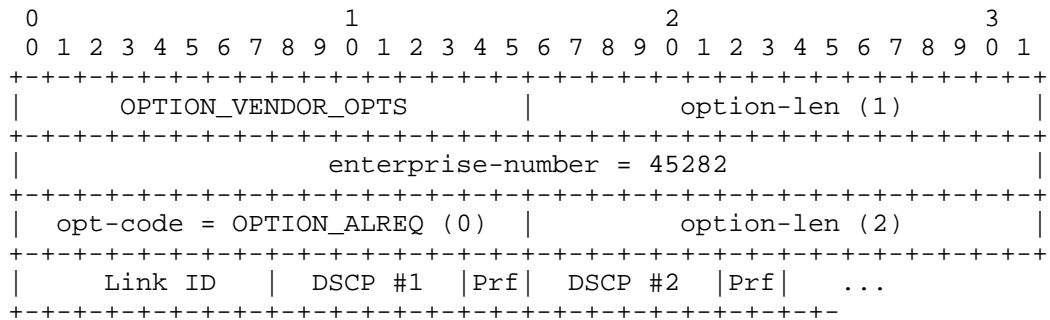 0                   1                   2                   3
 0 1 2 3 4 5 6 7 8 9 0 1 2 3 4 5 6 7 8 9 0 1 2 3 4 5 6 7 8 9 0 1
+-+-+-+-+-+-+-+-+-+-+-+-+-+-+-+-+-+-+-+-+-+-+-+-+-+-+-+-+-+-+-+-+
|      OPTION_VENDOR_OPTS       |         option-len (1)        |
+-+-+-+-+-+-+-+-+-+-+-+-+-+-+-+-+-+-+-+-+-+-+-+-+-+-+-+-+-+-+-+-+
|                   enterprise-number = 45282                   |
+-+-+-+-+-+-+-+-+-+-+-+-+-+-+-+-+-+-+-+-+-+-+-+-+-+-+-+-+-+-+-+-+
|  opt-code = OPTION_ALREQ (0)  |         option-len (2)        |
+-+-+-+-+-+-+-+-+-+-+-+-+-+-+-+-+-+-+-+-+-+-+-+-+-+-+-+-+-+-+-+-+
|     Link ID   |  DSCP #1  |Prf|  DSCP #2  |Prf|   ...
+-+-+-+-+-+-+-+-+-+-+-+-+-+-+-+-+-+-+-+-+-+-+-+-+-+-